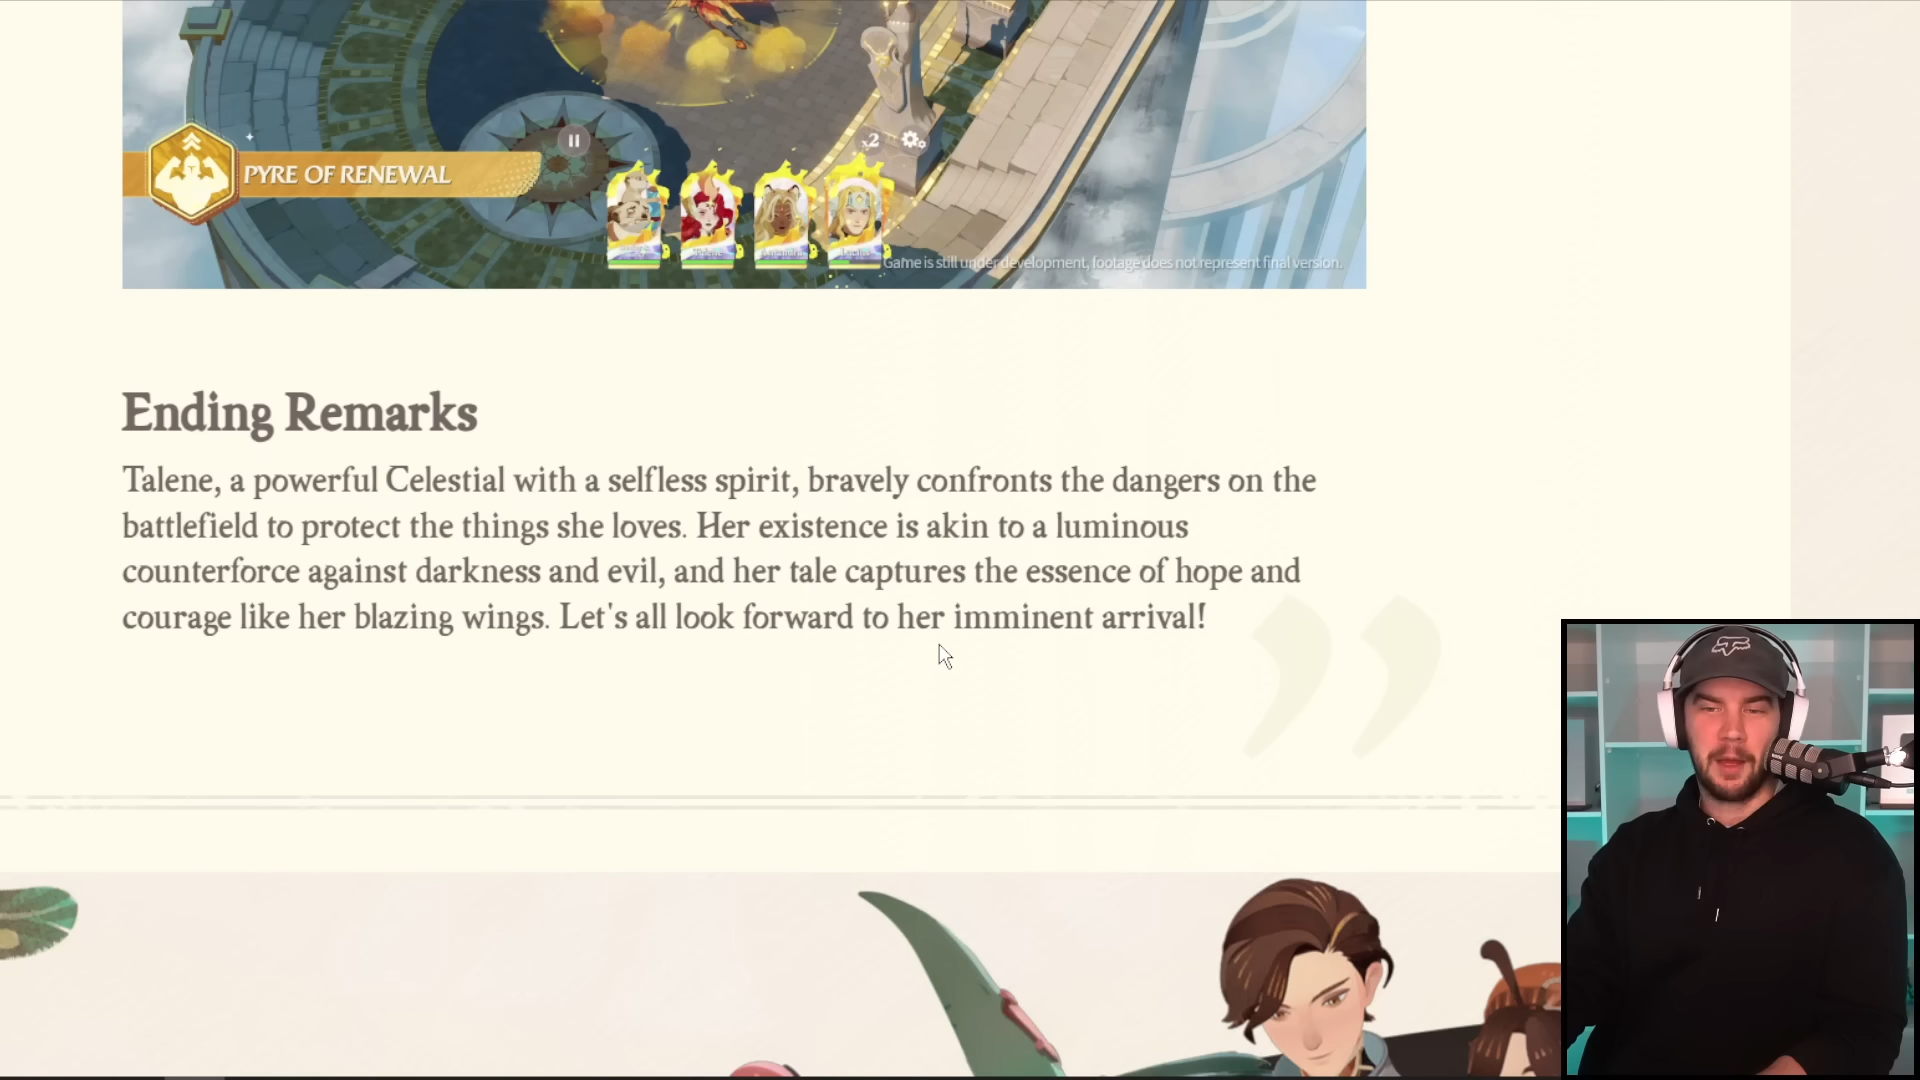 x2
PYRE OF RENEWAL
Talene
Game is still under development, footage does not represent final version.
Ending Remarks
Talene, a powerful Celestial with a selfless spirit, bravely confronts the dangers on the
battlefield to protect the things she loves. Her existence is akin to a luminous
counterforce against darkness and evil, and her tale captures the essence of hope and
courage like her blazing wings. Let's all look forward to her imminent arrival!
”